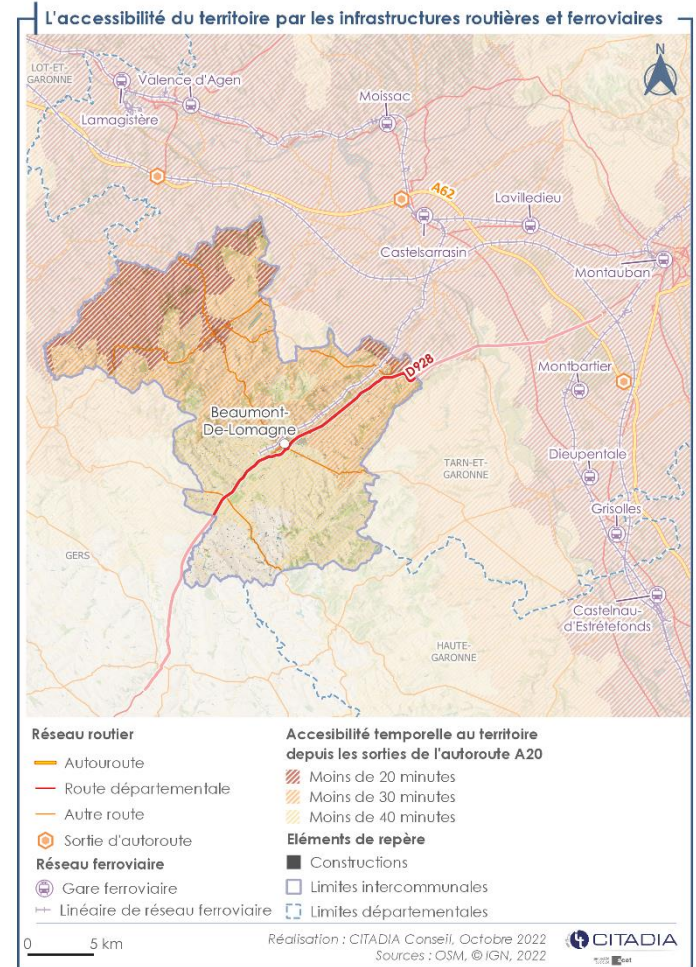 L'accessibilité du territoire par les infrastructures routières et ferroviaires
N
LOT-ET-
GARONNE
Valence d'Agen
Lamagistère
Moissac
A62
Lavilledieu
Castelsarrasin
Montauban
D928
Montbartier
Beaumont-
De-Lomagne
Dieupentale
TARN-ET-
GARONNE
Grisolles
GERS
Castelnau-
d'Estrétefonds
HAUTE-
GARONNE
Réseau routier
Autouroute
Route départementale
Autre route
Sortie d'autoroute
Réseau ferroviaire
Gare ferroviaire
Linéaire de réseau ferroviaire
Accesibilité temporelle au territoire
depuis les sorties de l'autoroute A20
Moins de 20 minutes
Moins de 30 minutes
Moins de 40 minutes
Eléments de repère
Constructions
Limites intercommunales
Limites départementales
0 5 km
Réalisation : CITADIA Conseil, Octobre 2022
Sources : OSM, © IGN, 2022
CITADIA